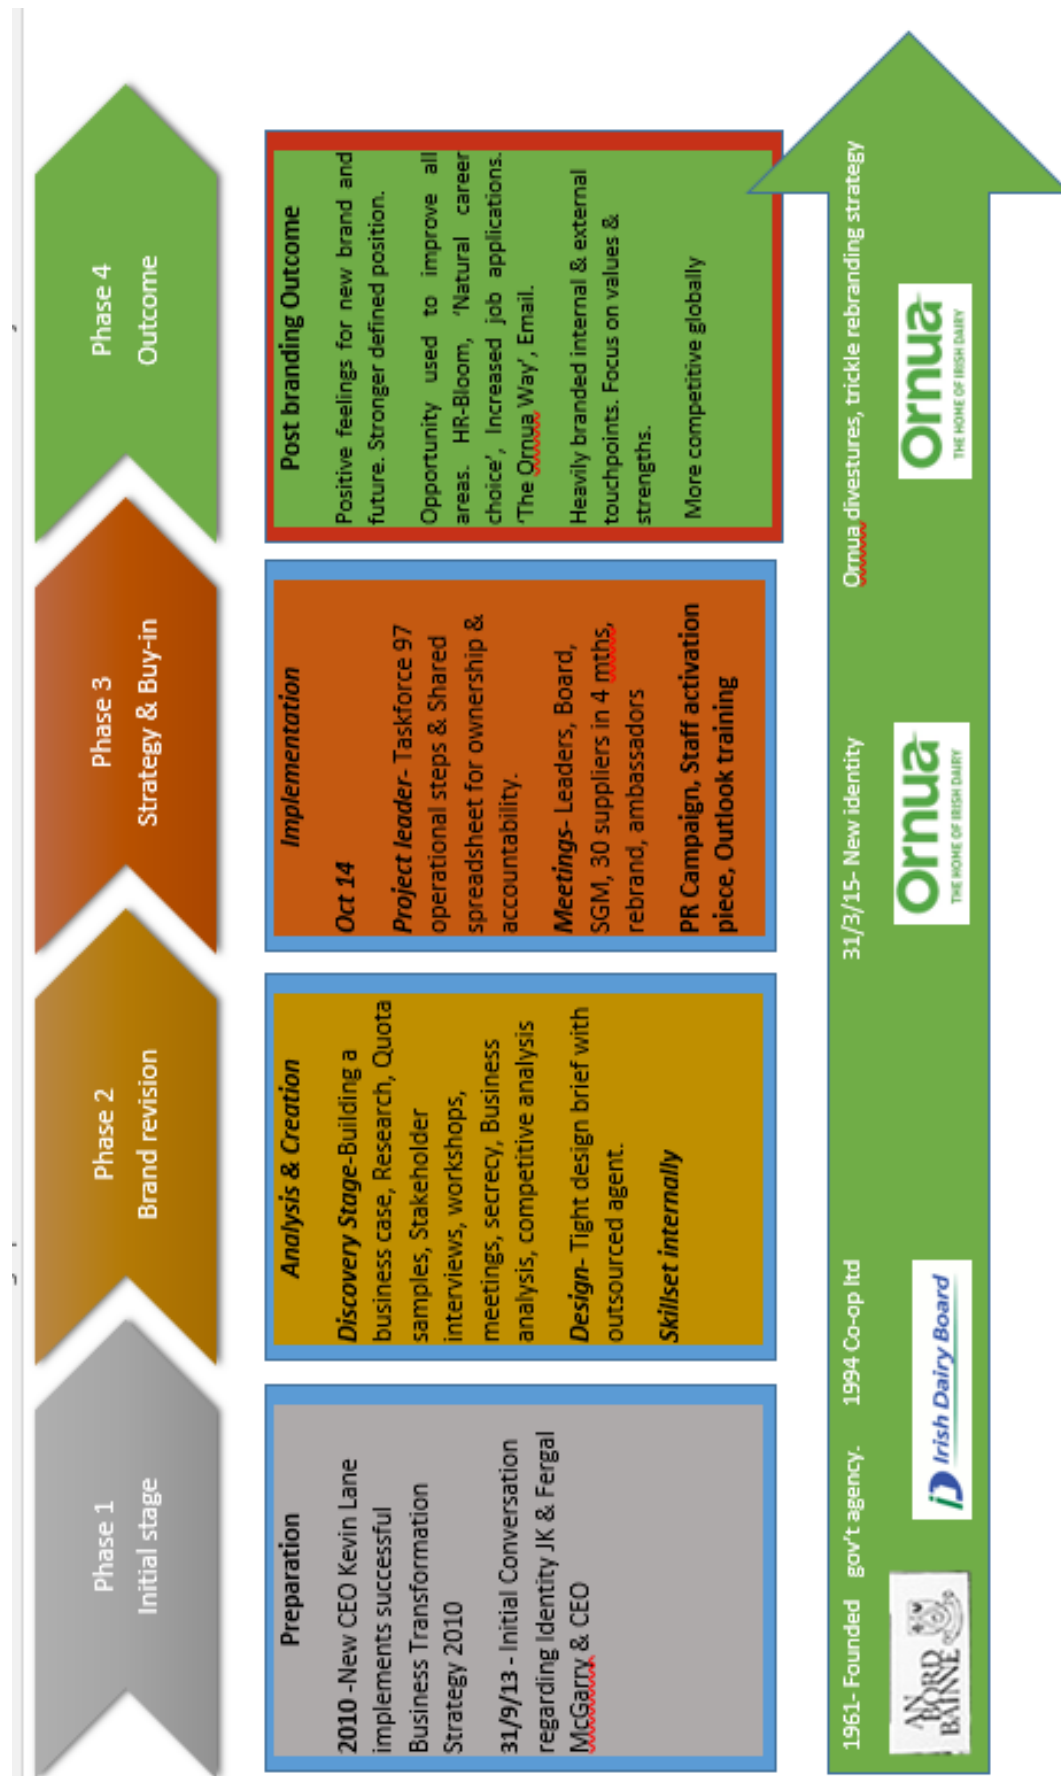 Phase 1
Initial stage
Phase 2
Brand revision
Phase 3
Strategy & Buy-in
Phase 4
Outcome
Preparation
2010 -New CEO Kevin Lane
implements successful
Business Transformation
Strategy 2010
31/9/13 - Initial Conversation
regarding Identity JK & Fergal
McGarry & CEO
Analysis & Creation
Discovery Stage-Building a
business case, Research, Quota
samples, Stakeholder
interviews, workshops,
meetings, secrecy, Business
analysis, competitive analysis
Design- Tight design brief with
outsourced agent.
Skillset internally
Implementation
Oct 14
Project leader- Taskforce 97
operational steps & Shared
spreadsheet for ownership &
accountability.
Meetings- Leaders, Board,
SGM, 30 suppliers in 4 mths,
rebrand, ambassadors
PR Campaign, Staff activation
piece, Outlook training
Post branding Outcome
Positive feelings for new brand and
future. Stronger defined position.
Opportunity used to improve all
areas. HR-Bloom, 'Natural career
choice', Increased job applications.
'The Ornua Way', Email.
Heavily branded internal & external
touchpoints. Focus on values &
strengths.
More competitive globally
1961- Founded gov't agency. 1994 Co-op ltd 31/3/15- New identity Ornua divestures, trickle rebranding strategy
AN
BORD
BAINNE
Irish Dairy Board
Ornua
THE HOME OF IRISH DAIRY
Ornua
THE HOME OF IRISH DAIRY